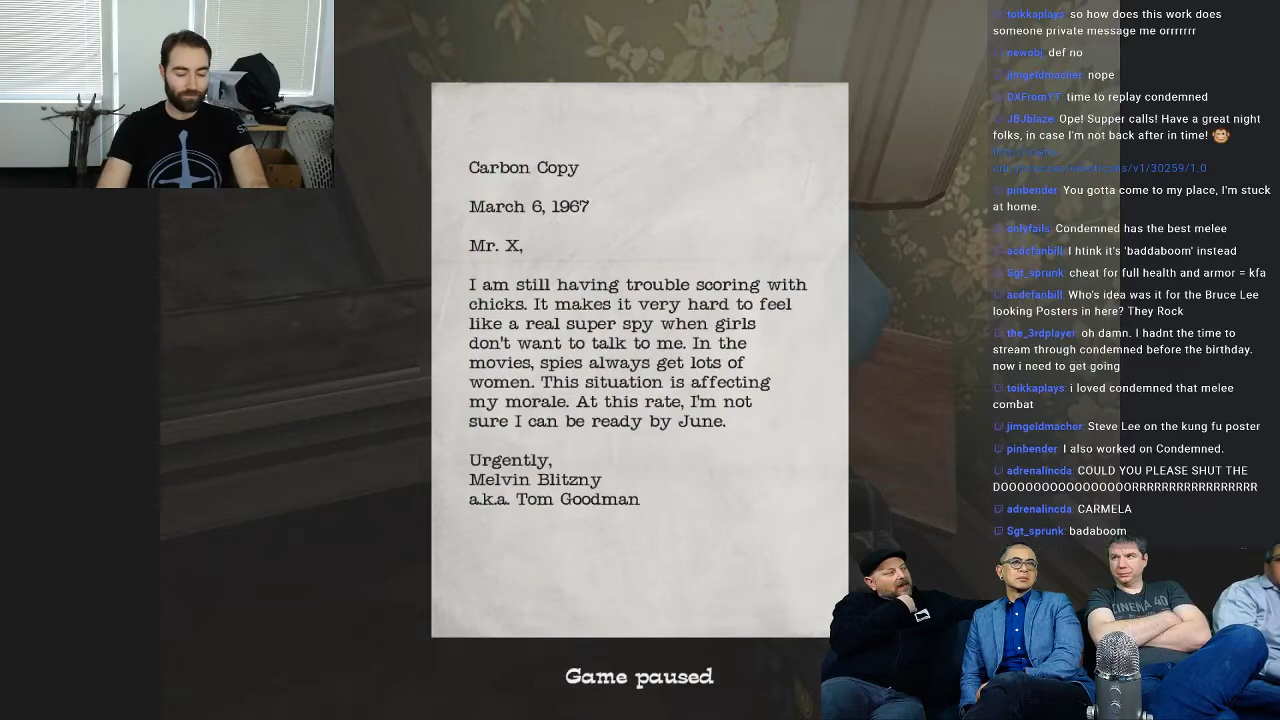 Carbon Copy
March 6, 1967
Mr. X,
I am still having trouble scoring with
chicks. It makes it very hard to feel
like a real super spy when girls
don't want to talk to me. In the
movies, spies always get lots of
women. This situation is affecting
my morale. At this rate, I'm not
sure I can be ready by June.
Urgently,
Melvin Blitzny
a.k.a. Tom Goodman
Game paused
toikkaplays: so how does this work does
someone private message me orrrrrr
newobj: def no
jimgeldmacher: nope
DXFromYT: time to replay condemned
JBJblaze: Ope! Supper calls! Have a great night
folks, in case I'm not back after in time!
/v1/30259/1.0
pinbender: You gotta come to my place, I'm stuck
at home.
onlyfails: Condemned has the best melee
acdcfanbill: I htink it's 'baddaboom' instead
Sgt_sprunk: cheat for full health and armor = kfa
acdcfanbill: Who's idea was it for the Bruce Lee
looking Posters in here? They Rock
the_3rdplayer: oh damn. I hadnt the time to
stream through condemned before the birthday.
now i need to get going
toikkaplays: i loved condemned that melee
combat
jimgeldmacher: Steve Lee on the kung fu poster
pinbender: I also worked on Condemned.
adrenalincda: COULD YOU PLEASE SHUT THE
DOOOOOOOOOOOOOOOORRRRRRRRRRRRRRRRR
adrenalincda: CARMELA
Sgt_sprunk: badaboom
CINEMA 4D